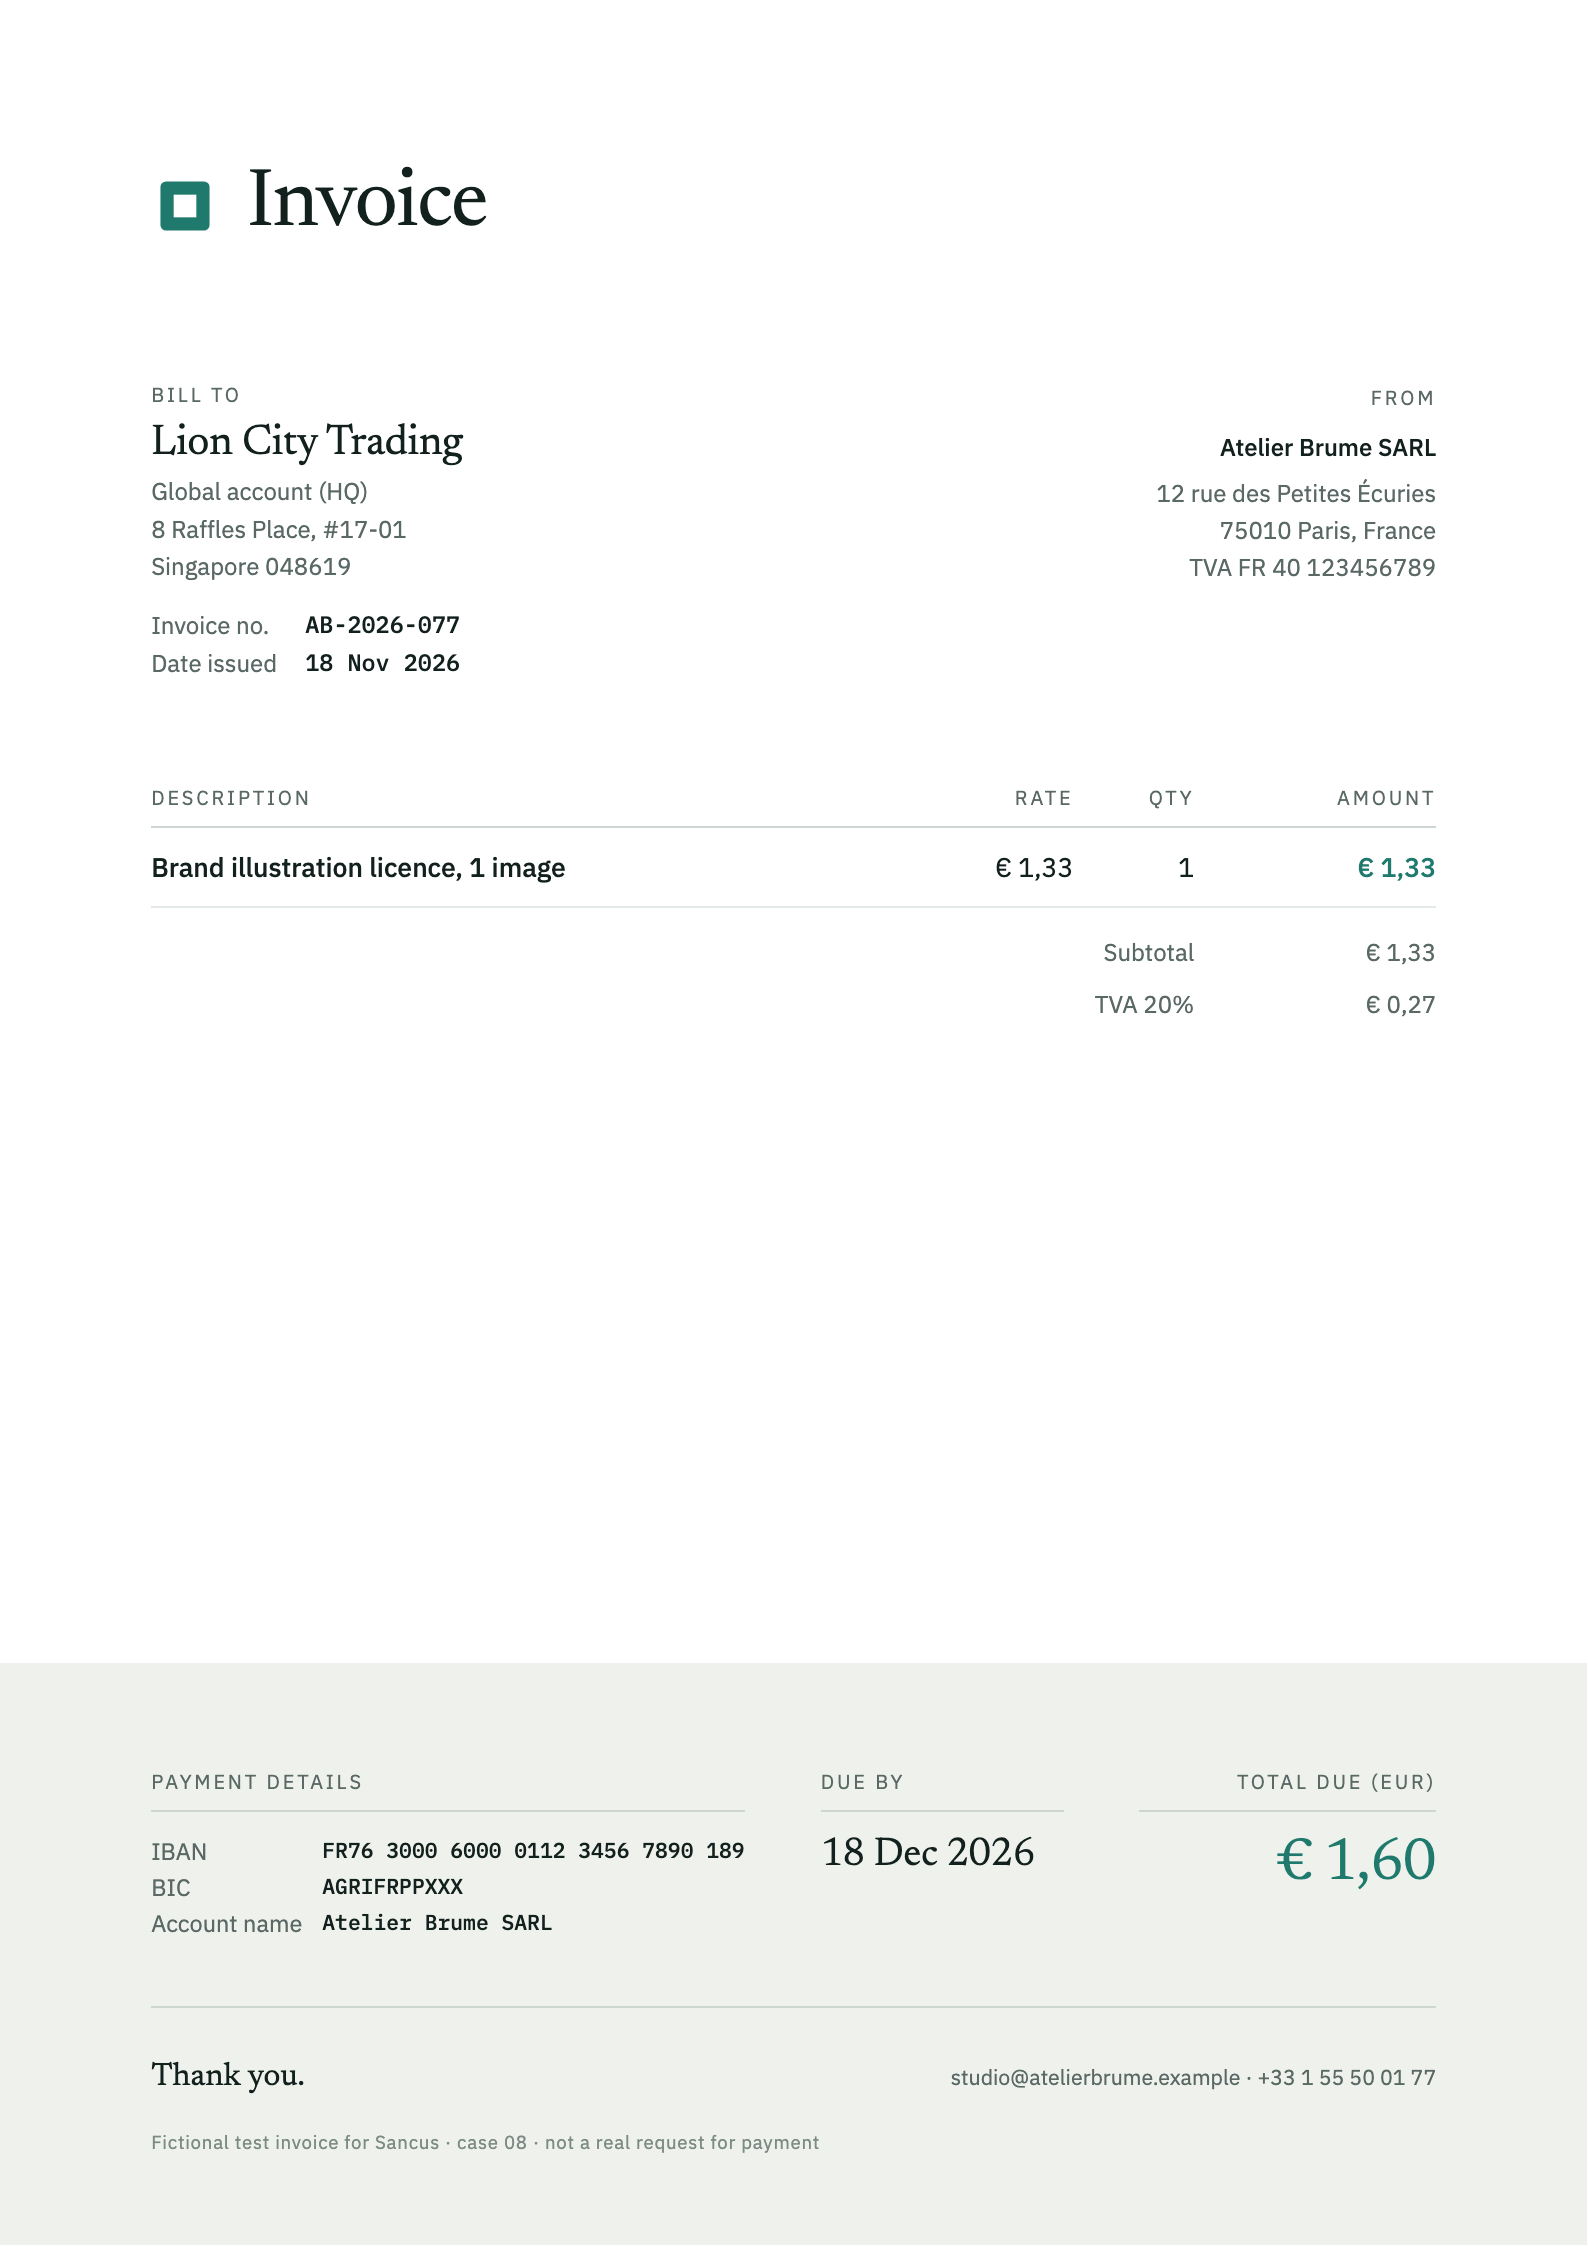 Invoice
BILL TO
Lion City Trading
Global account (HQ)
8 Raffles Place, #17-01
Singapore 048619
Invoice no. AB-2026-077
Date issued 18 Nov 2026
FROM
Atelier Brume SARL
12 rue des Petites Écuries
75010 Paris, France
TVA FR 40 123456789
DESCRIPTION RATE QTY AMOUNT
Brand illustration licence, 1 image € 1,33 1 € 1,33
Subtotal € 1,33
TVA 20% € 0,27
PAYMENT DETAILS
IBAN FR76 3000 6000 0112 3456 7890 189
BIC AGRIFRPPXXX
Account name Atelier Brume SARL
DUE BY
18 Dec 2026
TOTAL DUE (EUR)
€ 1,60
Thank you.
studio@atelierbrume.example · +33 1 55 50 01 77
Fictional test invoice for Sancus · case 08 · not a real request for payment